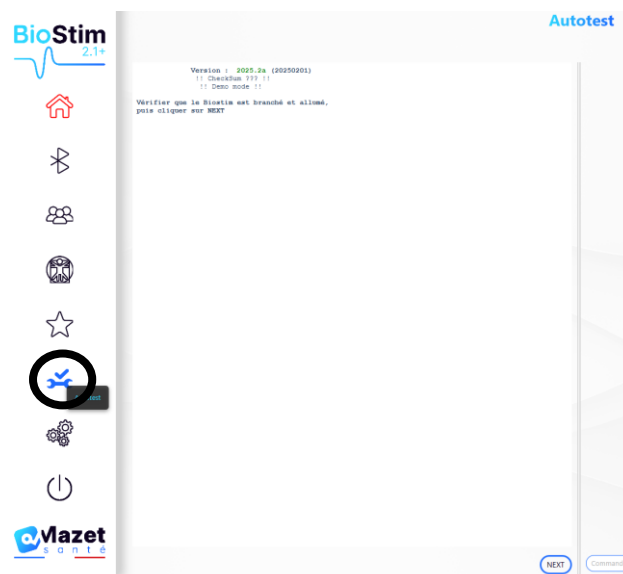 Autotest
BioStim
2.1+
Version : 2025.2a (20250201)
!! CheckSum ??? !!
!! Demo mode !!
Vérifier que le Biostim est branché et allumé,
puis cliquer sur NEXT
Mazet
santé
NEXT
Command